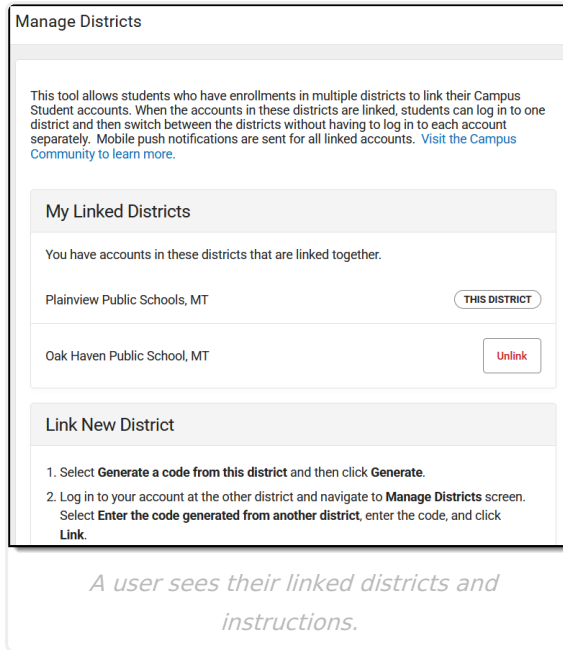 Manage Districts
This tool allows students who have enrollments in multiple districts to link their Campus
Student accounts. When the accounts in these districts are linked, students can log in to one
district and then switch between the districts without having to log in to each account
separately.  Mobile push notifications are sent for all linked accounts.  Visit the Campus
Community to learn more.
My Linked Districts
You have accounts in these districts that are linked together.
Plainview Public Schools, MT THIS DISTRICT
Oak Haven Public School, MT Unlink
Link New District
1. Select Generate a code from this district and then click Generate.
2. Log in to your account at the other district and navigate to Manage Districts screen.
Select Enter the code generated from another district, enter the code, and click
Link.
A user sees their linked districts and
instructions.